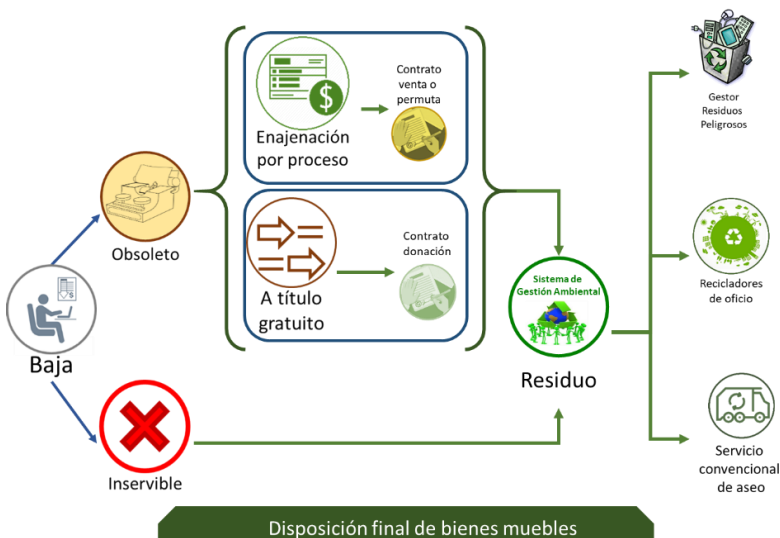 Baja
Obsoleto
Inservible
Enajenación
por proceso
Contrato
venta o
permuta
A título
gratuito
Contrato
donación
Sistema de
Gestión Ambiental
Residuo
Gestor
Residuos
Peligrosos
Recicladores
de oficio
Servicio
convencional
de aseo
Disposición final de bienes muebles